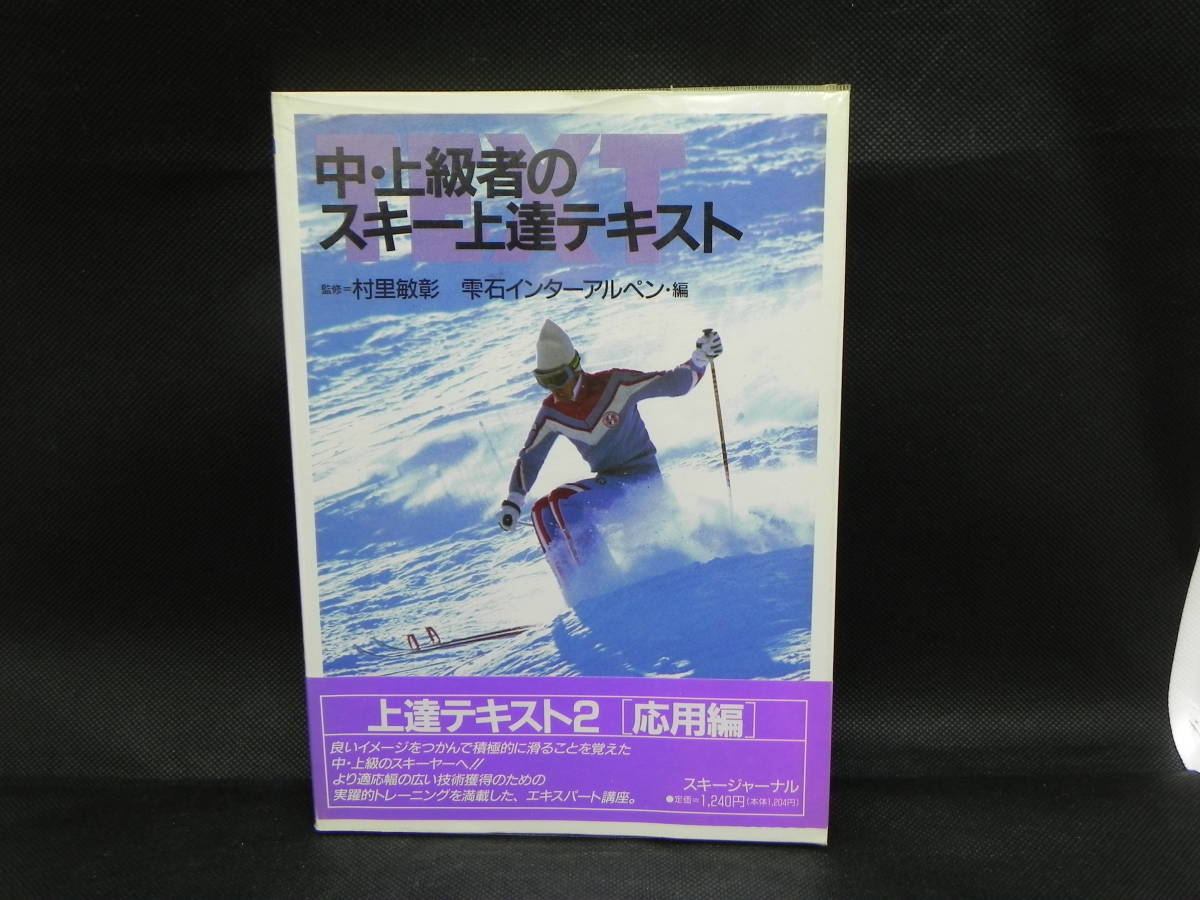 TEXT
中・上級者の
スキー上達テキスト
監修=村里敏彰 雫石インターアルペン・編
上達テキスト2 [応用編]
良いイメージをつかんで積極的に滑ることを覚えた
中・上級のスキーヤーへ!!
より適応幅の広い技術獲得のための
実躍的トレーニングを満載した、エキスパート講座。
スキージャーナル
●定価=1,240円(本体1,204円)